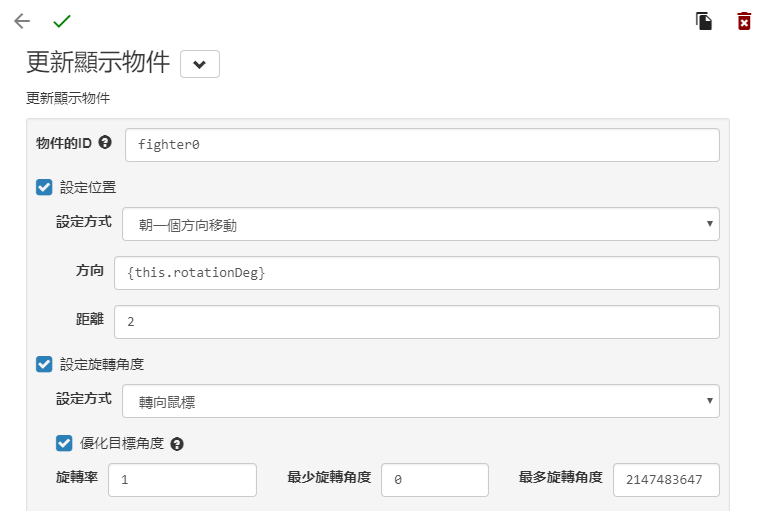 更新顯示物件
更新顯示物件
物件的ID fighter0
設定位置
設定方式 朝一個方向移動
方向 {this.rotationDeg}
距離 2
設定旋轉角度
設定方式 轉向鼠標
優化目標角度
旋轉率 1 最少旋轉角度 0 最多旋轉角度 2147483647